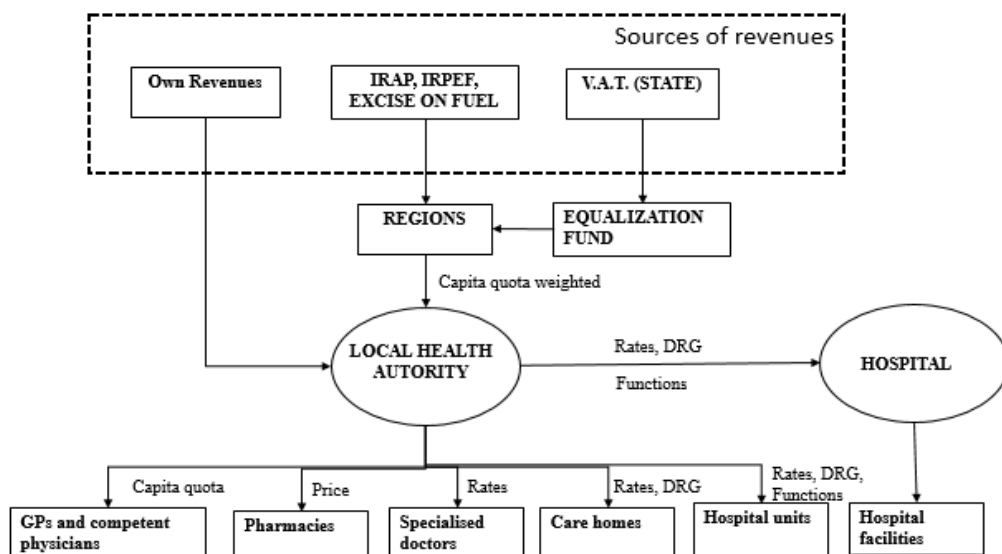 Sources of revenues
Own Revenues
IRAP, IRPEF,
EXCISE ON FUEL
V.A.T. (STATE)
REGIONS
EQUALIZATION
FUND
Capita quota weighted
LOCAL HEALTH
AUTORITY
Rates, DRG
Functions
HOSPITAL
Capita quota
Price
Rates
Rates, DRG
Rates, DRG,
Functions
GPs and competent
physicians
Pharmacies
Specialised
doctors
Care homes
Hospital units
Hospital
facilities